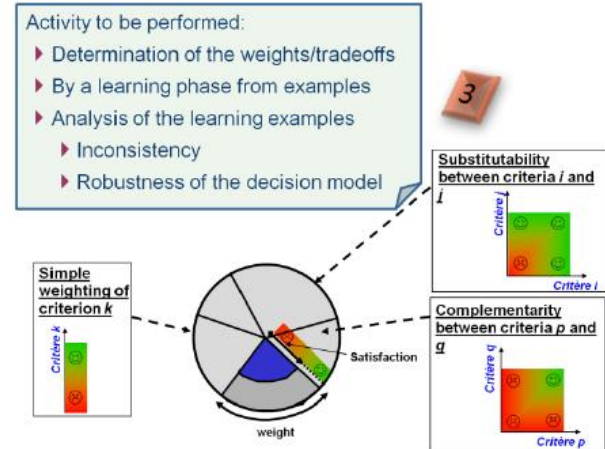 Activity to be performed:
Determination of the weights/tradeoffs
By a learning phase from examples
Analysis of the learning examples
Inconsistency
Robustness of the decision model
3
Substitutability
between criteria i and
j
Critère j
Critère i
Simple
weighting of
criterion k
Critère k
Satisfaction
weight
Complementarity
between criteria p and
q
Critère q
Critère p